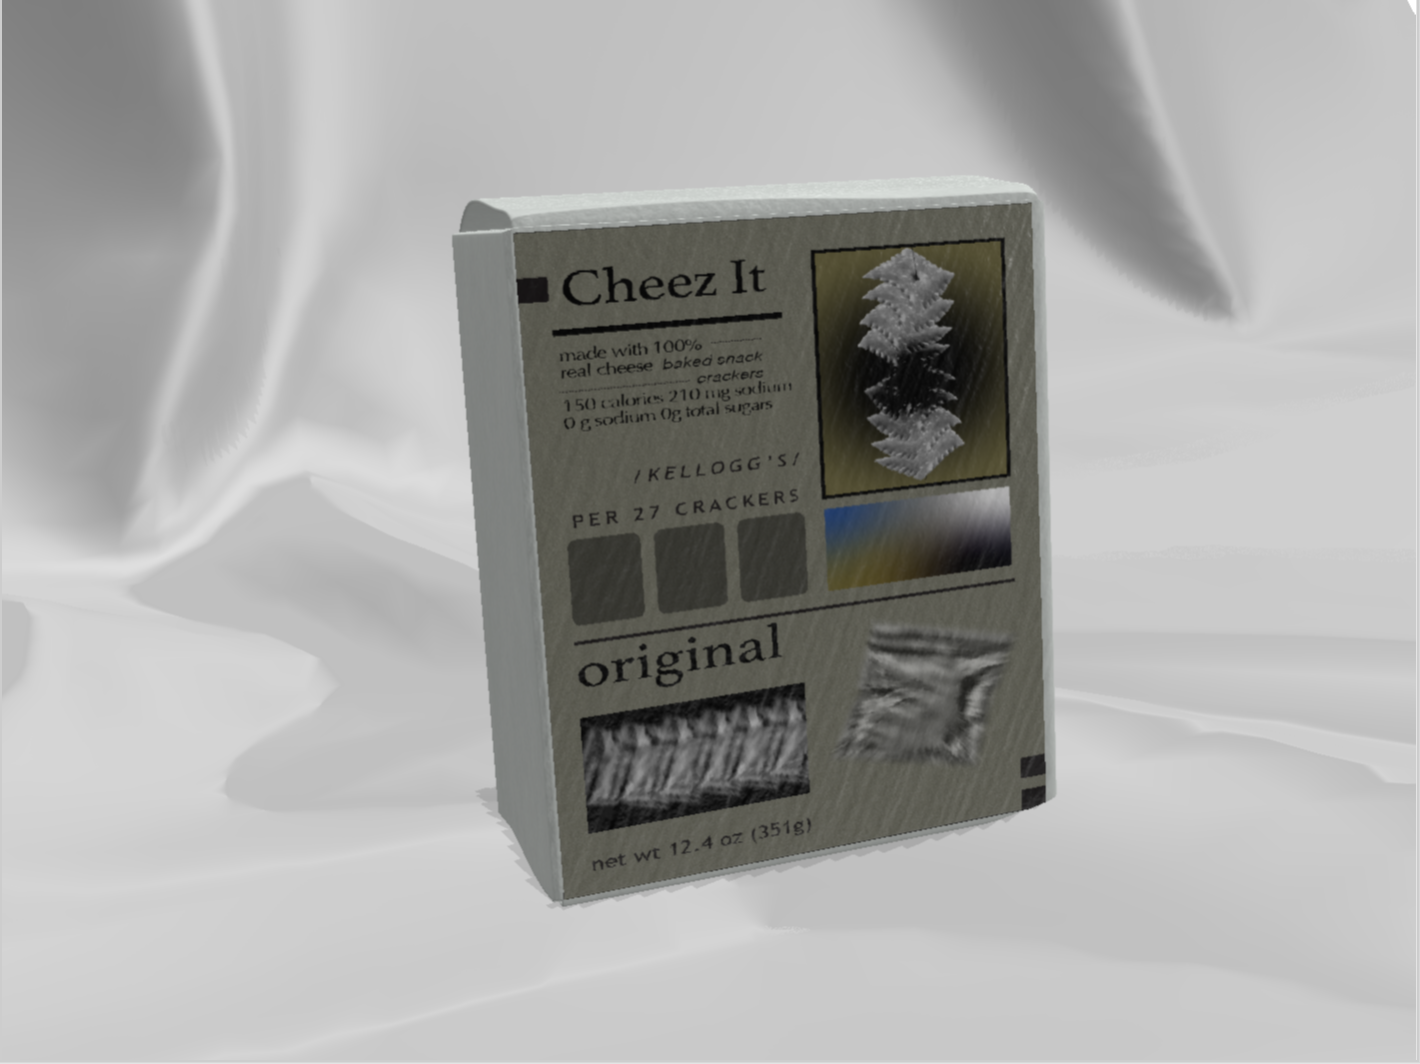 Cheez It
made with 100%
real cheese baked snack
crackers
150 calories 210 mg sodium
0 g sodium 0g total sugars
/KELLOGG'S/
PER 27 CRACKERS
original
net wt 12.4 oz (351g)